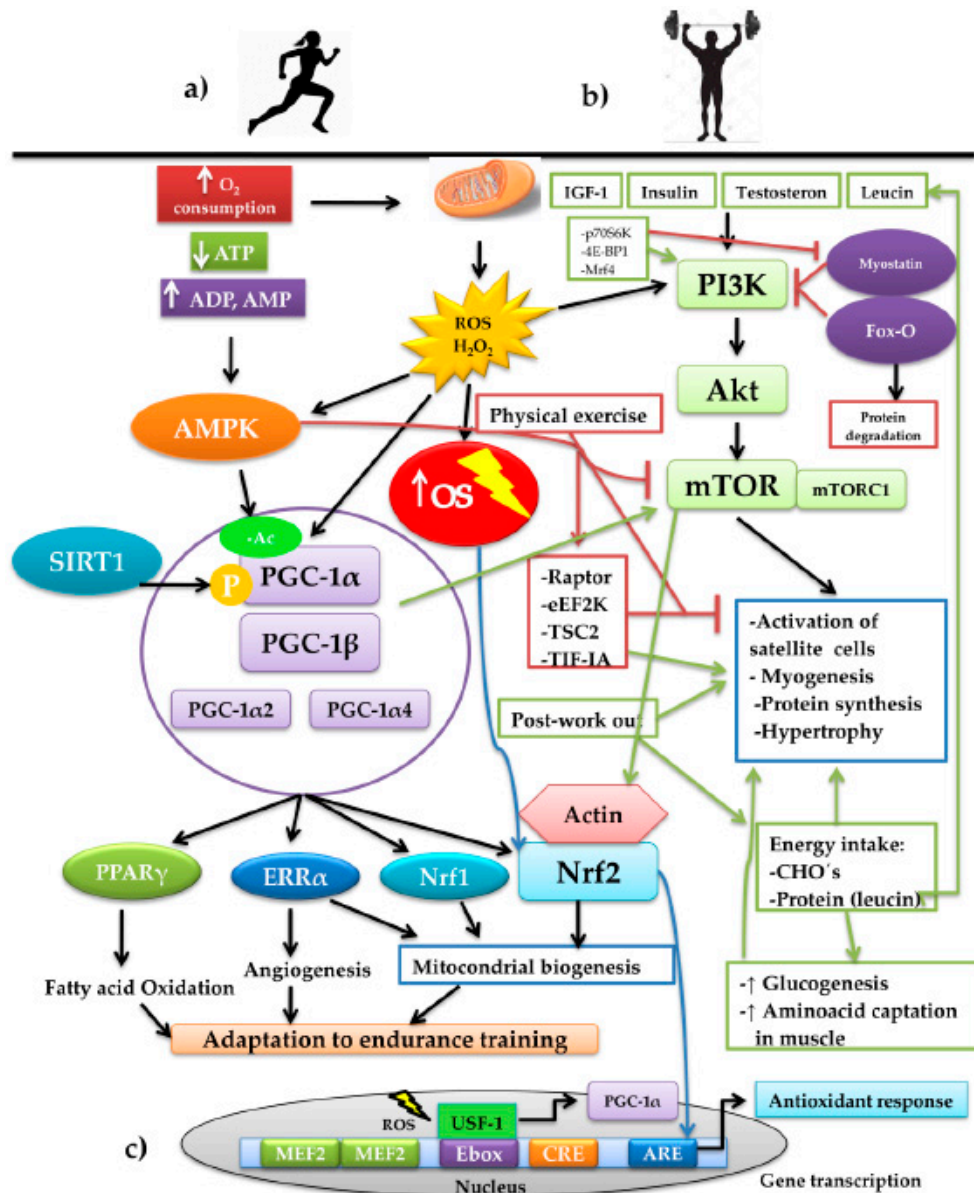 a)
b)
↑ O₂
consumption
↓ ATP
↑ ADP, AMP
IGF-1
Insulin
Testosteron
Leucin
-p70S6K
-4E-BP1
-Mrf4
PI3K
Myostatin
Fox-O
ROS
H₂O₂
Akt
Protein
degradation
AMPK
Physical exercise
↑OS
mTOR
mTORC1
SIRT1
-Ac
P
PGC-1α
PGC-1β
PGC-1α2
PGC-1α4
-Raptor
-eEF2K
-TSC2
-TIF-IA
-Activation of
satellite cells
- Myogenesis
-Protein synthesis
-Hypertrophy
Post-work out
Actin
Nrf2
PPARγ
ERRα
Nrf1
Energy intake:
-CHO´s
-Protein (leucin)
Fatty acid Oxidation
Angiogenesis
Mitocondrial biogenesis
-↑ Glucogenesis
-↑ Aminoacid captation
in muscle
Adaptation to endurance training
c)
ROS
USF-1
PGC-1α
Antioxidant response
MEF2
MEF2
Ebox
CRE
ARE
Nucleus
Gene transcription